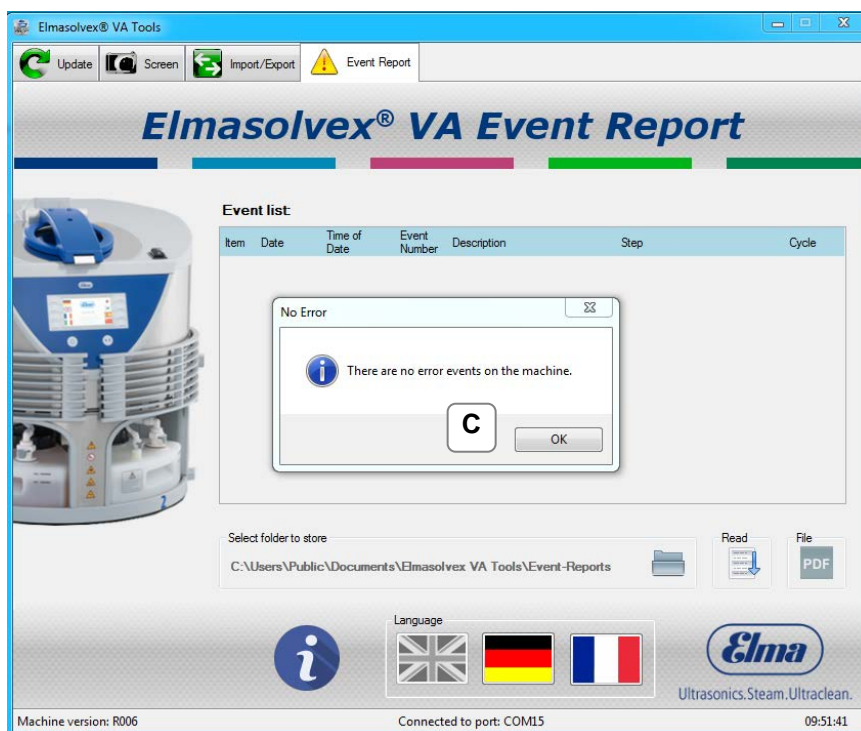 Elmasolvex® VA Tools
Update Screen Import/Export Event Report
Elmasolvex® VA Event Report
Event list:
Item Date Time of Date Event Number Description Step Cycle
No Error
There are no error events on the machine.
C
OK
Select folder to store
Read
File
C:\Users\Public\Documents\Elmasolvex VA Tools\Event-Reports
PDF
Language
Elma
Ultrasonics.Steam.Ultraclean.
Machine version: R006 Connected to port: COM15 09:51:41